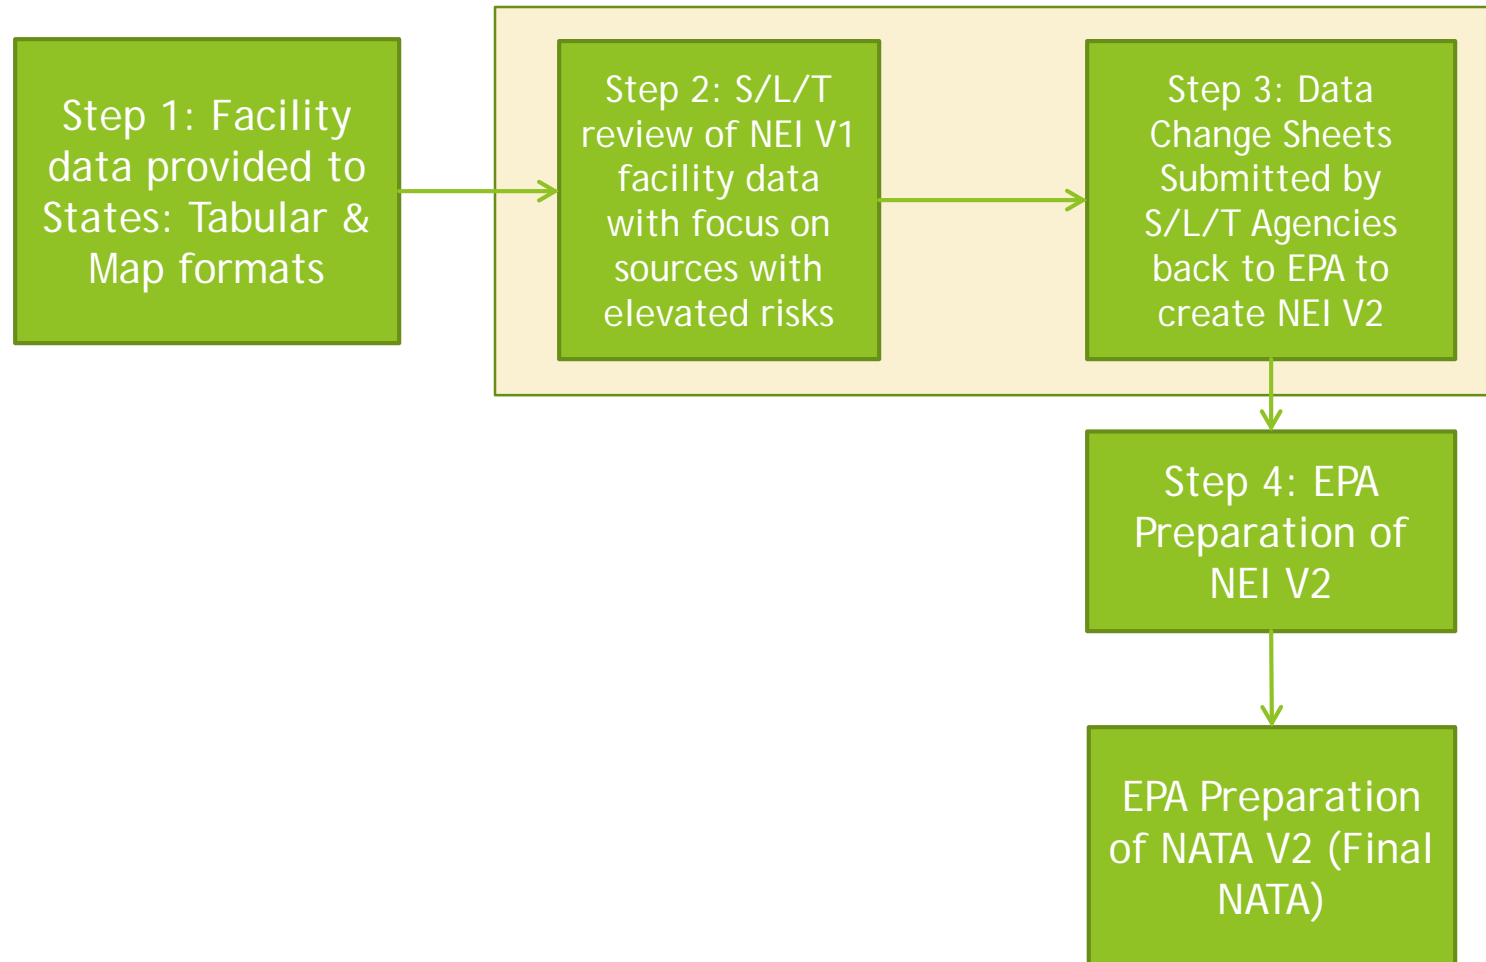 Step 1: Facility
data provided to
States: Tabular &
Map formats
Step 2: S/L/T
review of NEI V1
facility data
with focus on
sources with
elevated risks
Step 3: Data
Change Sheets
Submitted by
S/L/T Agencies
back to EPA to
create NEI V2
Step 4: EPA
Preparation of
NEI V2
EPA Preparation
of NATA V2 (Final
NATA)